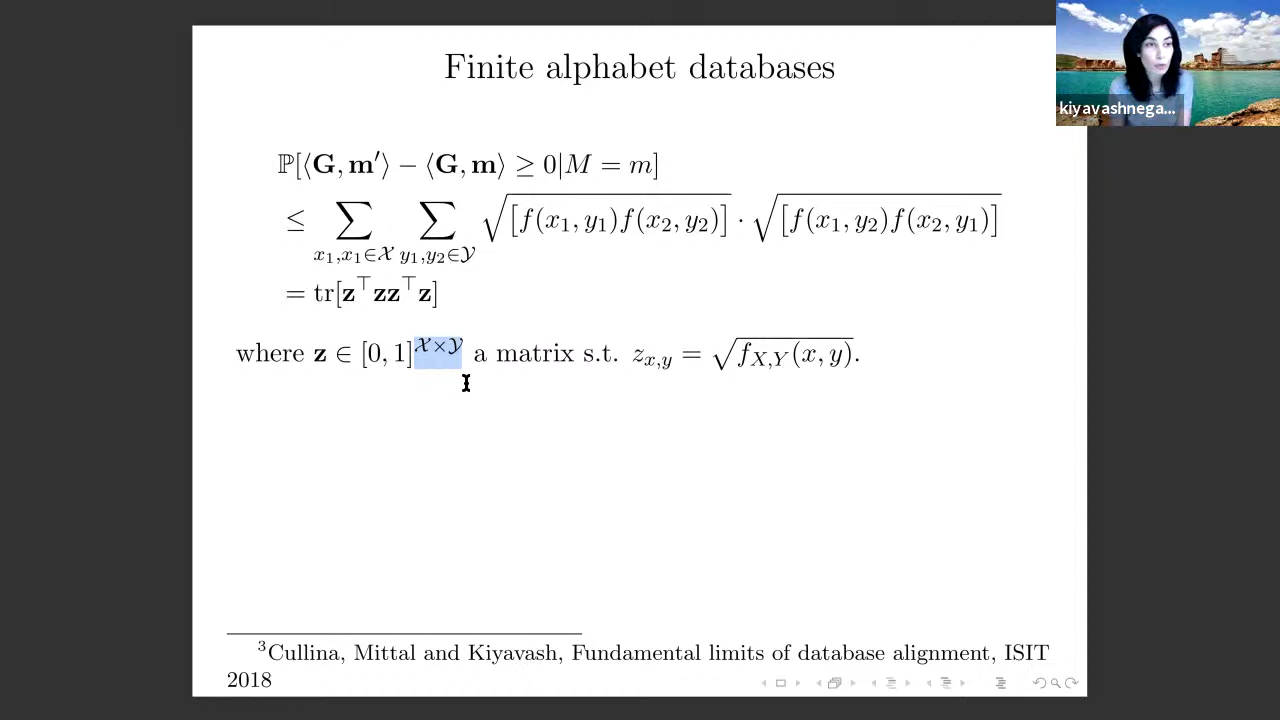 Finite alphabet databases
kiyavashnega...
ℙ[⟨G, m′⟩ − ⟨G, m⟩ ≥ 0|M = m]
≤ ∑_{x₁,x₁∈𝒳} ∑_{y₁,y₂∈𝒴} √[f(x₁, y₁)f(x₂, y₂)] · √[f(x₁, y₂)f(x₂, y₁)]
= tr[z⊤zz⊤z]
where z ∈ [0, 1]^{𝒳×𝒴} a matrix s.t. z_{x,y} = √f_{X,Y}(x, y).
³Cullina, Mittal and Kiyavash, Fundamental limits of database alignment, ISIT
2018